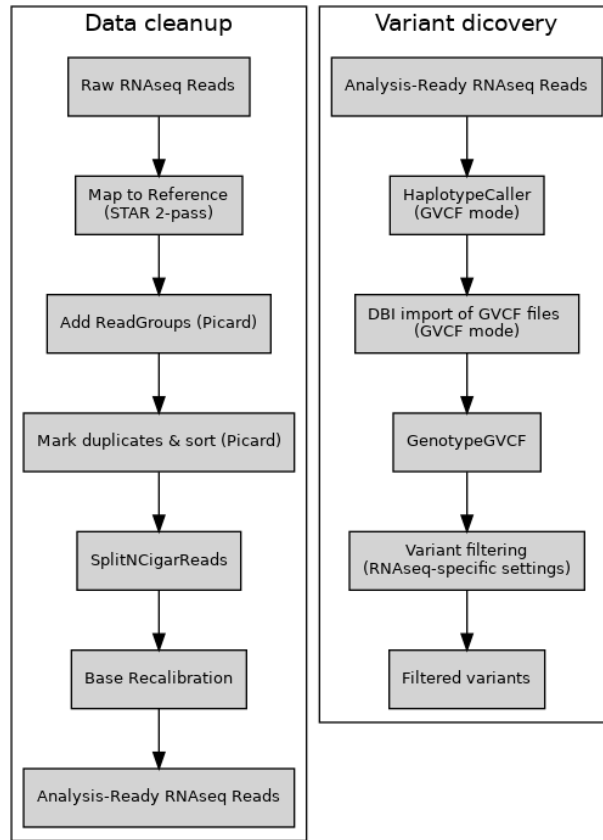 Data cleanup
Raw RNAseq Reads
Map to Reference
(STAR 2-pass)
Add ReadGroups (Picard)
Mark duplicates & sort (Picard)
SplitNCigarReads
Base Recalibration
Analysis-Ready RNAseq Reads
Variant dicovery
Analysis-Ready RNAseq Reads
HaplotypeCaller
(GVCF mode)
DBI import of GVCF files
(GVCF mode)
GenotypeGVCF
Variant filtering
(RNAseq-specific settings)
Filtered variants